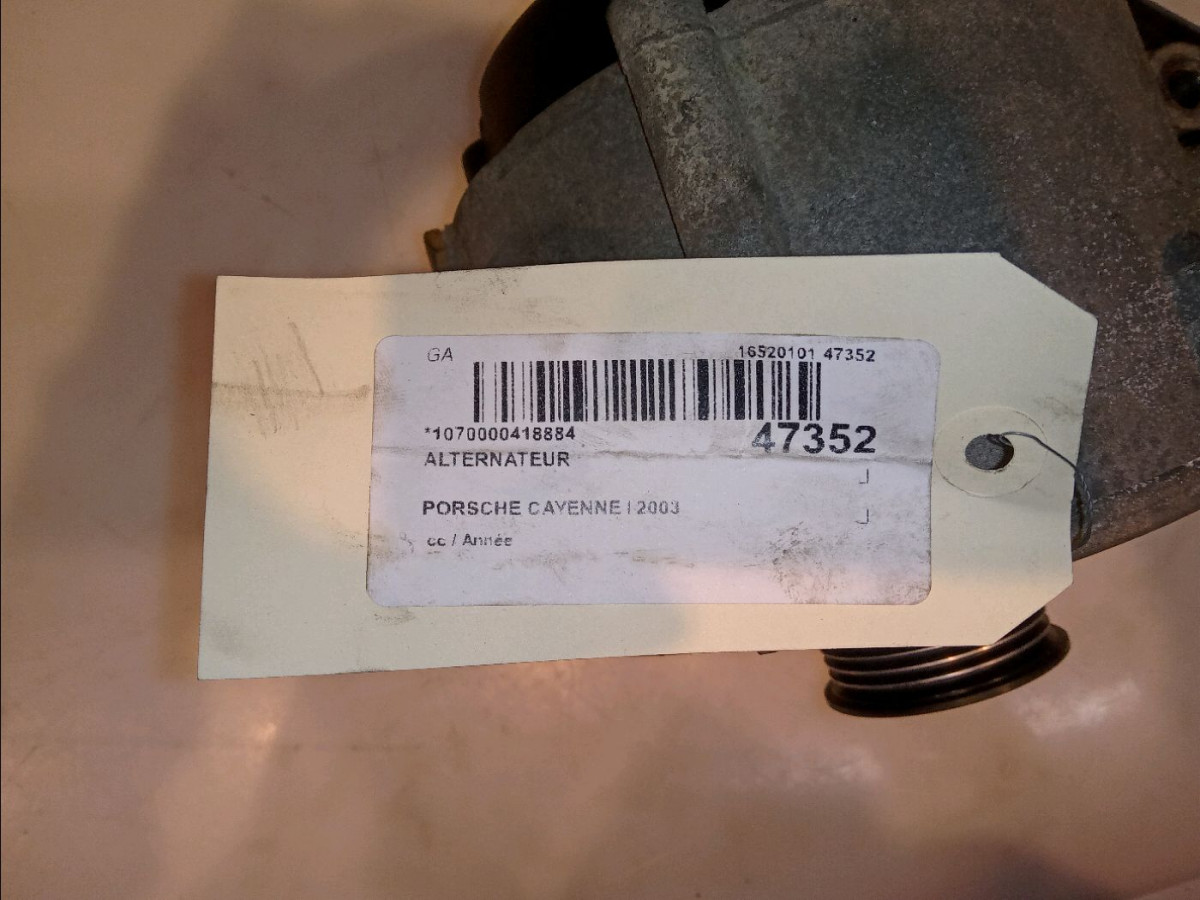 GA 16520101 47352
*1070000418884 47352
ALTERNATEUR
PORSCHE CAYENNE I 2003
cc / Année